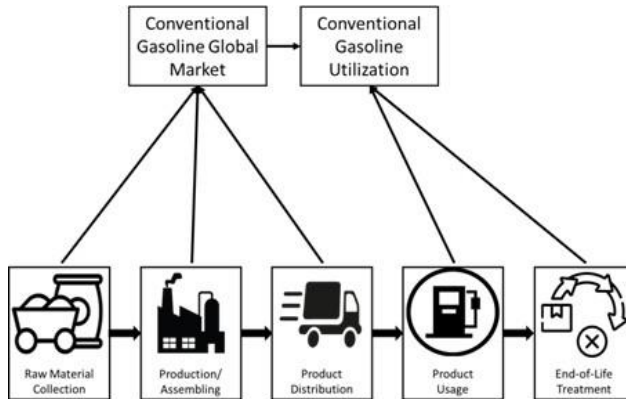 Conventional
Gasoline Global
Market
Conventional
Gasoline
Utilization
Raw Material
Collection
Production/
Assembling
Product
Distribution
Product
Usage
End-of-Life
Treatment